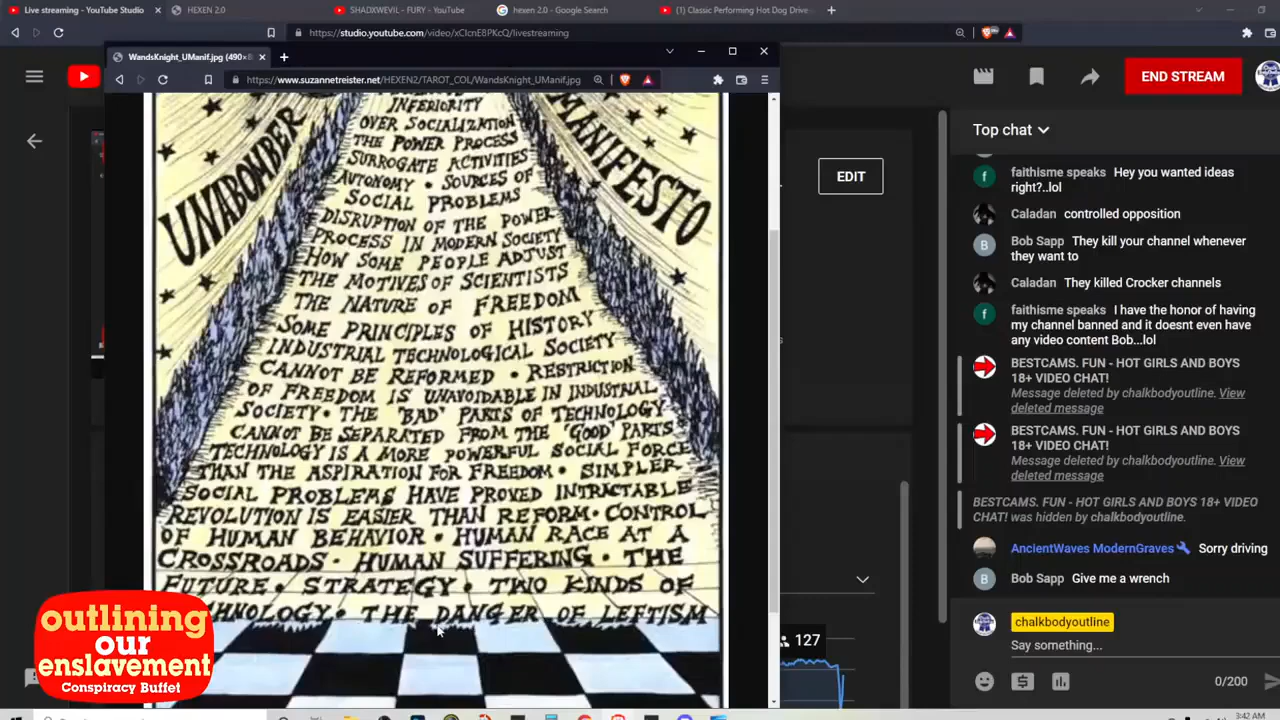 Live streaming - YouTube Studio
HEXEN 2.0
SHADXWEVIL - FURY - YouTube
hexen 2.0 - Google Search
(1) Classic Performing Hot Dog Drive
https://studio.youtube.com/video/xCIcnE8PKcQ/livestreaming
WandsKnight_UManif.jpg (490×8
https://www.suzannetreister.net/HEXEN2/TAROT_COL/WandsKnight_UManif.jpg
END STREAM
EDIT
UNABOMBER
MANIFESTO
INFERIORITY
OVER SOCIALIZATION
THE POWER PROCESS
SURROGATE ACTIVITIES
AUTONOMY • SOURCES OF
SOCIAL PROBLEMS
DISRUPTION OF THE POWER
PROCESS IN MODERN SOCIETY
HOW SOME PEOPLE ADJUST
THE MOTIVES OF SCIENTISTS
THE NATURE OF FREEDOM
SOME PRINCIPLES OF HISTORY
INDUSTRIAL TECHNOLOGICAL SOCIETY
CANNOT BE REFORMED • RESTRICTION
OF FREEDOM IS UNAVOIDABLE IN INDUSTRIAL
SOCIETY • THE 'BAD' PARTS OF TECHNOLOGY
CANNOT BE SEPARATED FROM THE 'GOOD' PARTS
TECHNOLOGY IS A MORE POWERFUL SOCIAL FORCE
THAN THE ASPIRATION FOR FREEDOM • SIMPLER
SOCIAL PROBLEMS HAVE PROVED INTRACTABLE
REVOLUTION IS EASIER THAN REFORM • CONTROL
OF HUMAN BEHAVIOR • HUMAN RACE AT A
CROSSROADS • HUMAN SUFFERING • THE
FUTURE • STRATEGY • TWO KINDS OF
HNOLOGY • THE DANGER OF LEFTISM
outlining
our
enslavement
Conspiracy Buffet
127
Top chat
faithisme speaks Hey you wanted ideas
right?..lol
Caladan controlled opposition
Bob Sapp They kill your channel whenever
they want to
Caladan They killed Crocker channels
faithisme speaks I have the honor of having
my channel banned and it doesnt even have
any video content Bob...lol
BESTCAMS. FUN - HOT GIRLS AND BOYS
18+ VIDEO CHAT!
Message deleted by chalkbodyoutline. View
deleted message
BESTCAMS. FUN - HOT GIRLS AND BOYS
18+ VIDEO CHAT!
Message deleted by chalkbodyoutline. View
deleted message
BESTCAMS. FUN - HOT GIRLS AND BOYS 18+ VIDEO
CHAT! was hidden by chalkbodyoutline.
AncientWaves ModernGraves Sorry driving
Bob Sapp Give me a wrench
chalkbodyoutline
Say something...
0/200
3:42 AM